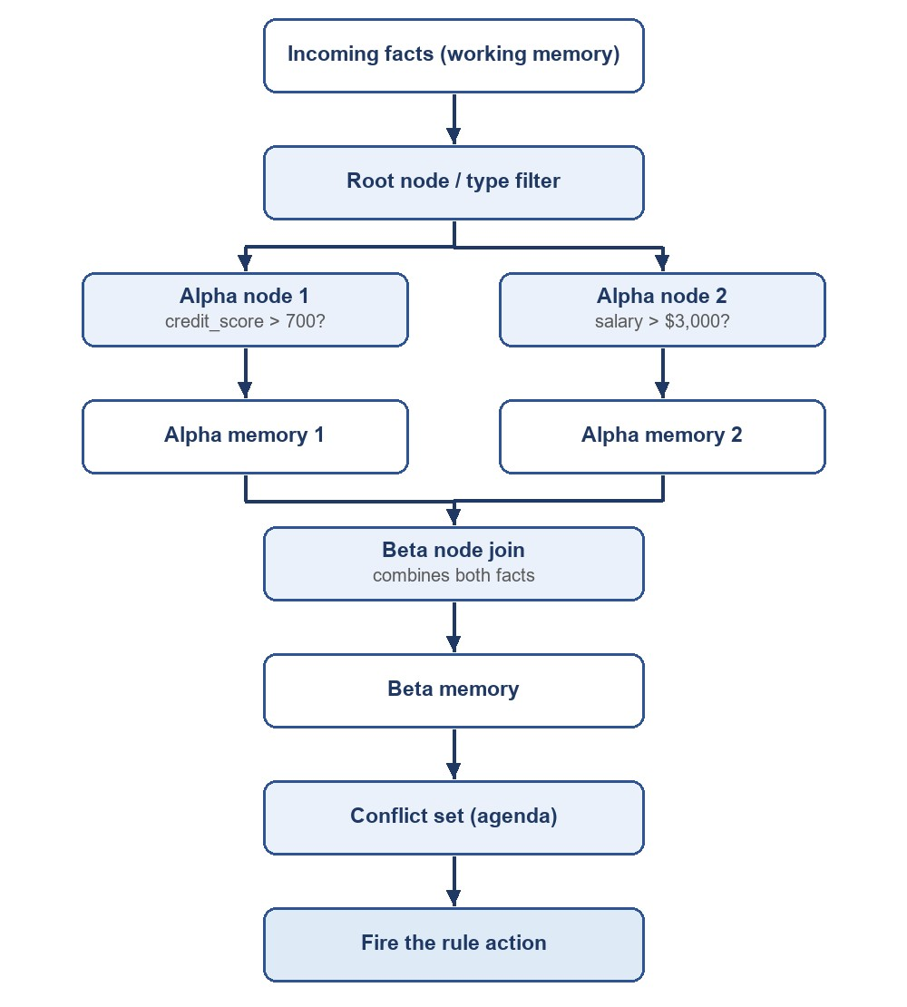 Incoming facts (working memory)
Root node / type filter
Alpha node 1
credit_score > 700?
Alpha node 2
salary > $3,000?
Alpha memory 1
Alpha memory 2
Beta node join
combines both facts
Beta memory
Conflict set (agenda)
Fire the rule action